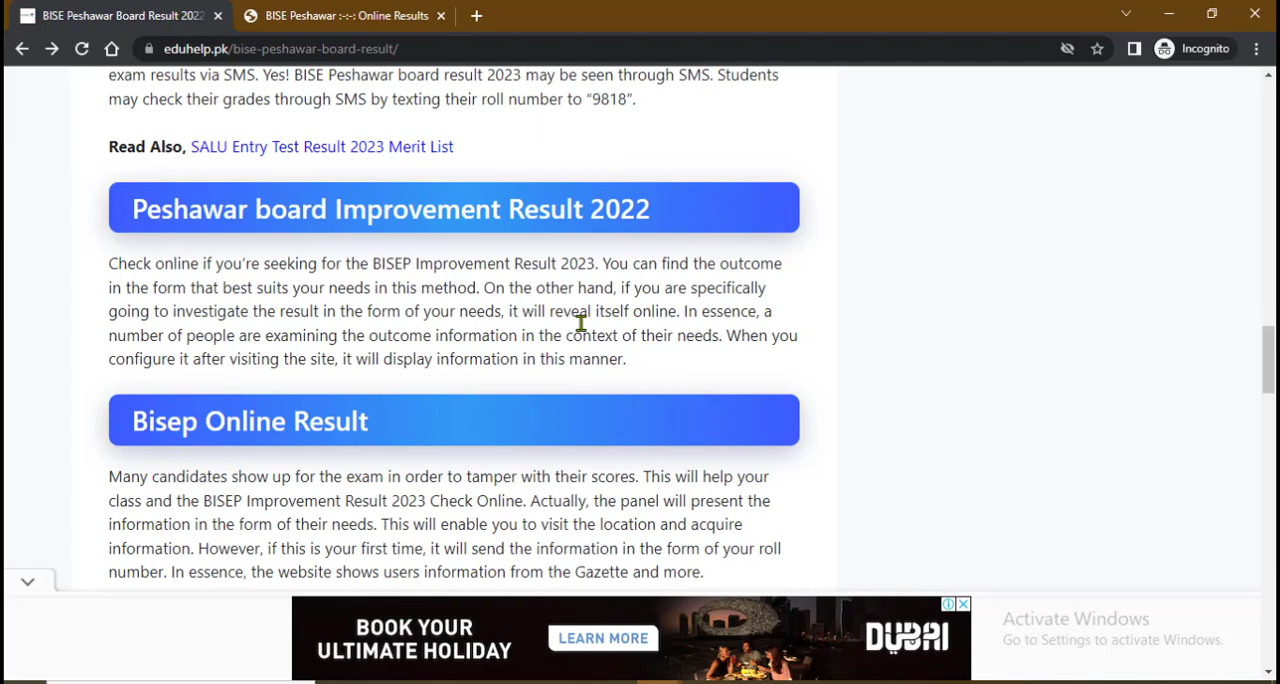 BISE Peshawar Board Result 2022
BISE Peshawar :-:-: Online Results
eduhelp.pk/bise-peshawar-board-result/
Incognito
exam results via SMS. Yes! BISE Peshawar board result 2023 may be seen through SMS. Students
may check their grades through SMS by texting their roll number to “9818”.
Read Also, SALU Entry Test Result 2023 Merit List
Peshawar board Improvement Result 2022
Check online if you’re seeking for the BISEP Improvement Result 2023. You can find the outcome
in the form that best suits your needs in this method. On the other hand, if you are specifically
going to investigate the result in the form of your needs, it will reveal itself online. In essence, a
number of people are examining the outcome information in the context of their needs. When you
configure it after visiting the site, it will display information in this manner.
Bisep Online Result
Many candidates show up for the exam in order to tamper with their scores. This will help your
class and the BISEP Improvement Result 2023 Check Online. Actually, the panel will present the
information in the form of their needs. This will enable you to visit the location and acquire
information. However, if this is your first time, it will send the information in the form of your roll
number. In essence, the website shows users information from the Gazette and more.
BOOK YOUR
ULTIMATE HOLIDAY
LEARN MORE
DUBAI
Activate Windows
Go to Settings to activate Windows.